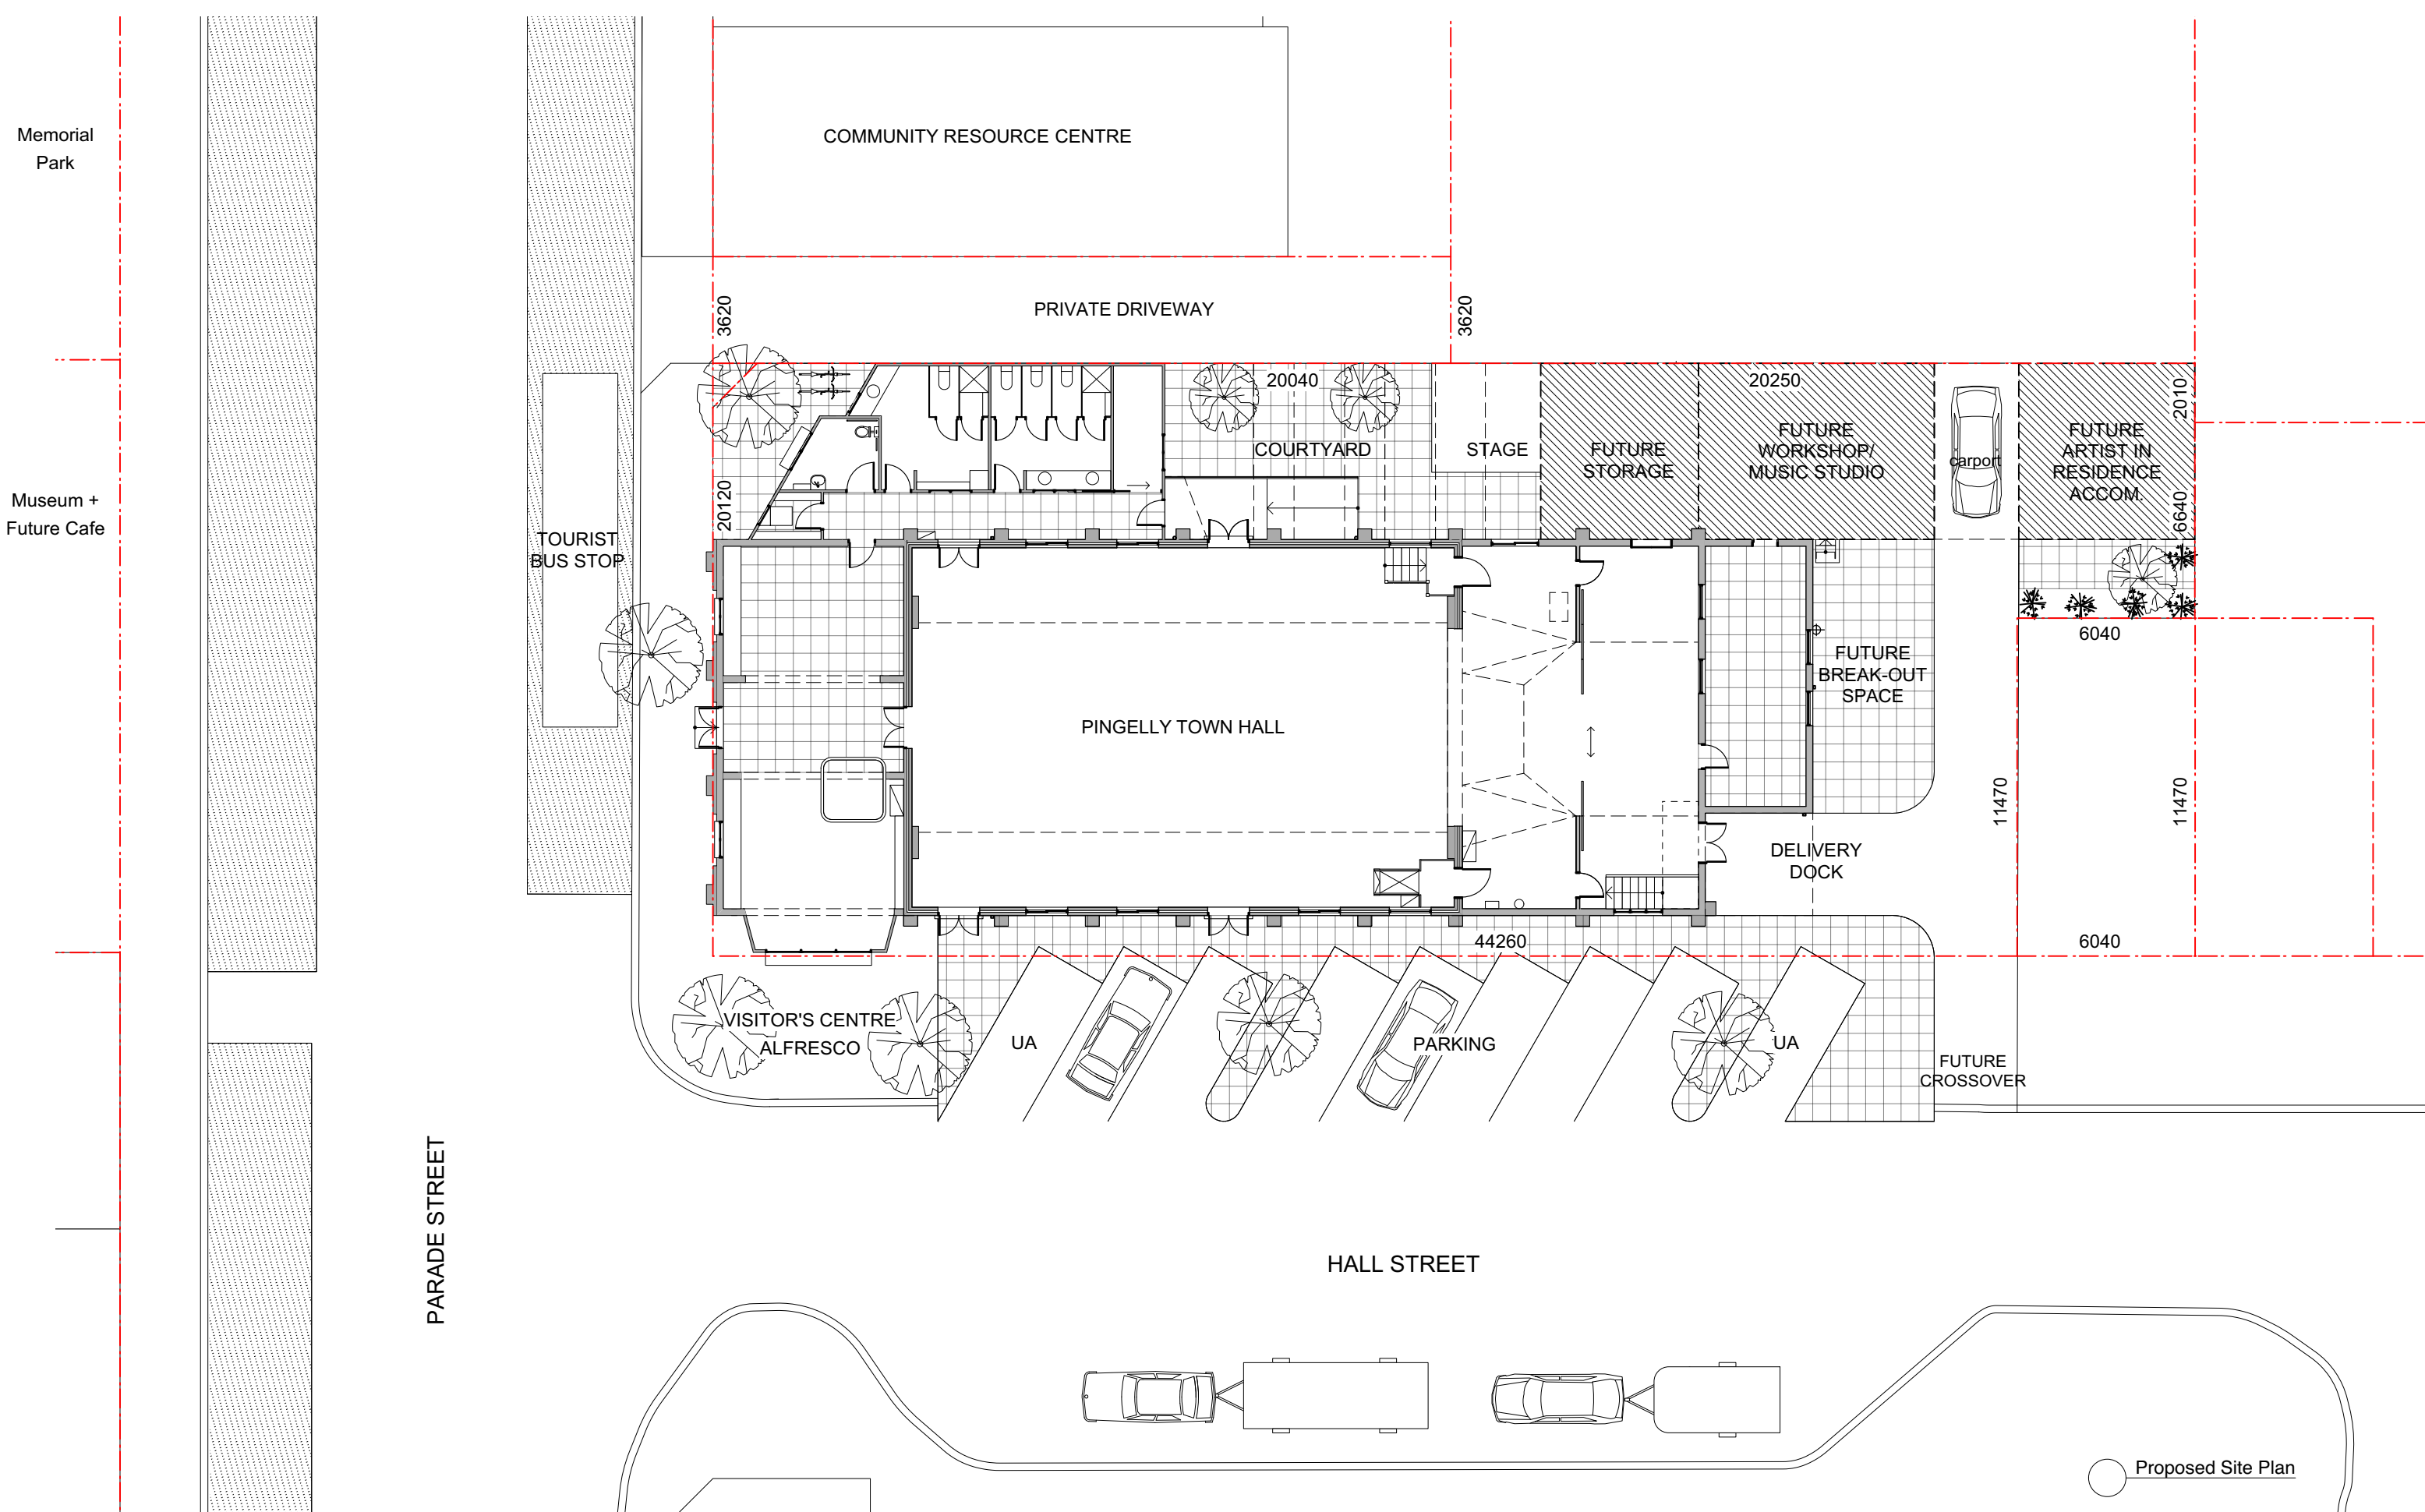 Memorial
Park
COMMUNITY RESOURCE CENTRE
3620
PRIVATE DRIVEWAY
3620
20040
20250
2010
COURTYARD
STAGE
FUTURE
STORAGE
FUTURE
WORKSHOP/
MUSIC STUDIO
carport
FUTURE
ARTIST IN
RESIDENCE
ACCOM.
Museum +
Future Cafe
20120
6640
TOURIST
BUS STOP
6040
FUTURE
BREAK-OUT
SPACE
PINGELLY TOWN HALL
11470
11470
DELIVERY
DOCK
44260
6040
VISITOR'S CENTRE
ALFRESCO
UA
PARKING
UA
FUTURE
CROSSOVER
PARADE STREET
HALL STREET
Proposed Site Plan